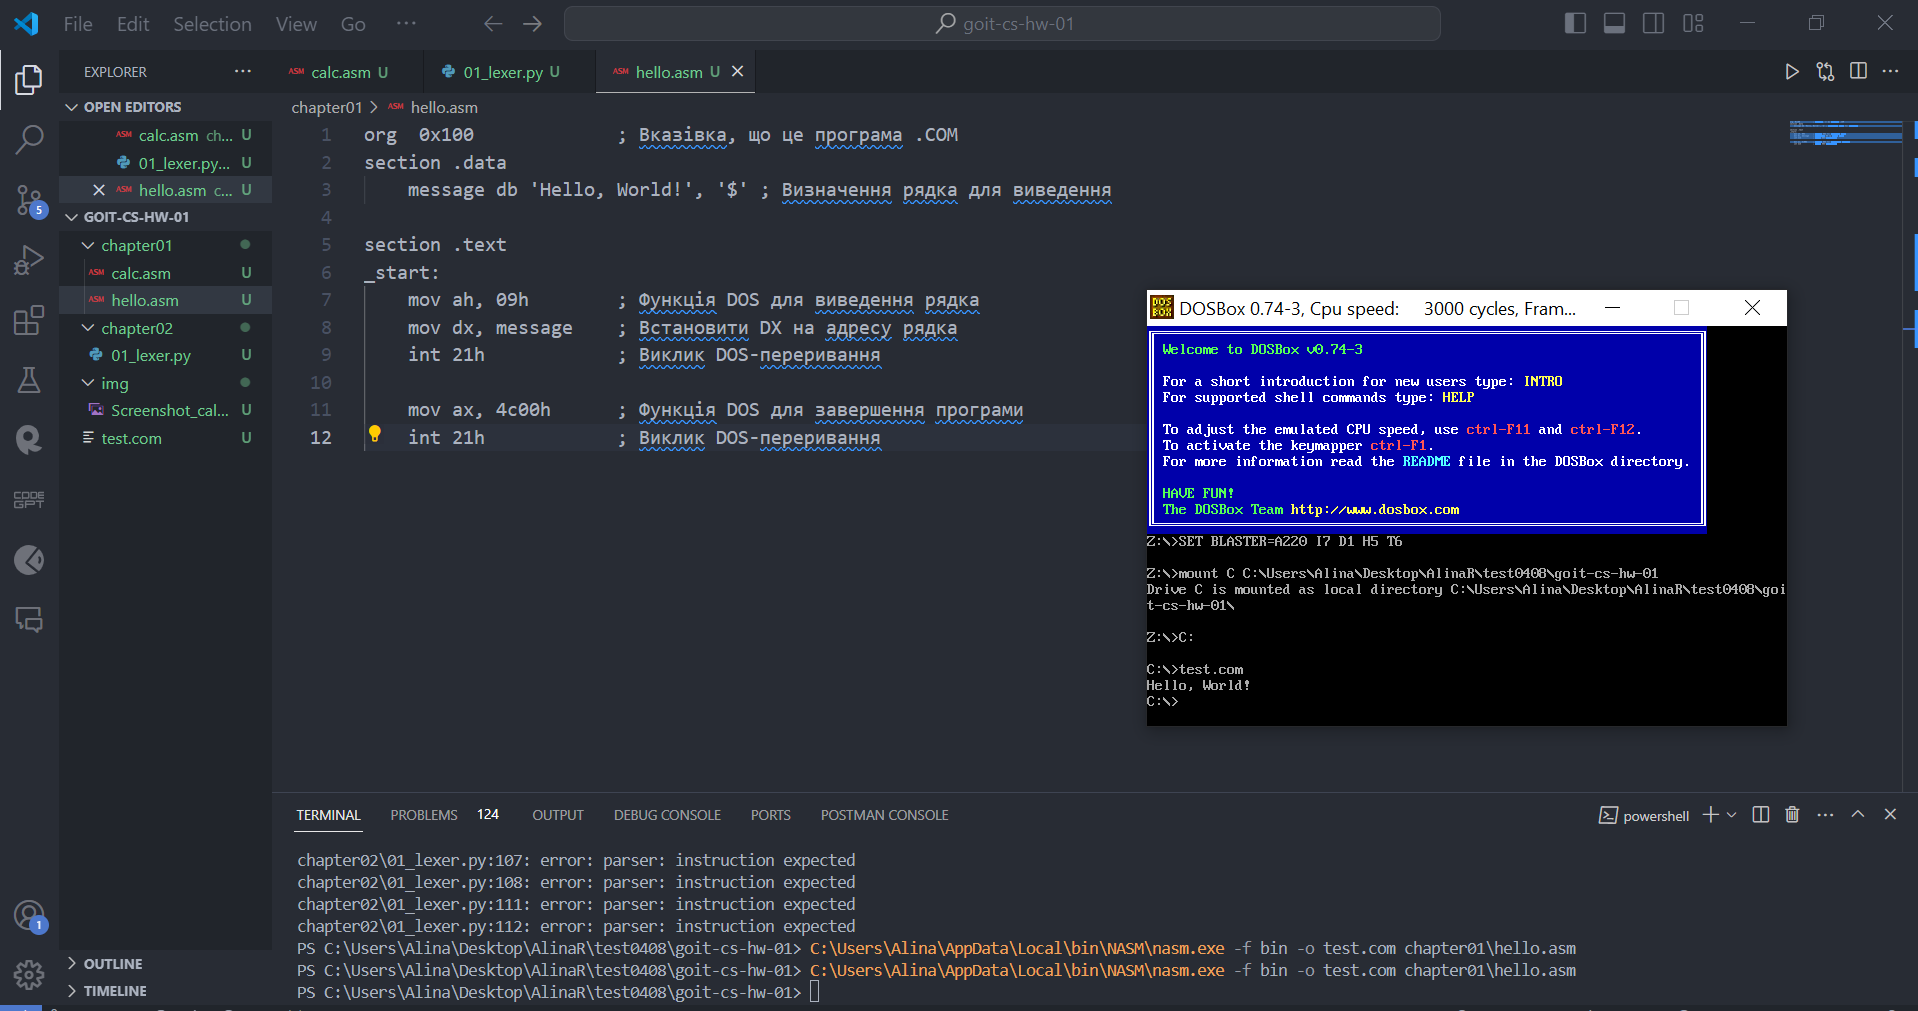 File Edit Selection View Go ··· goit-cs-hw-01
EXPLORER ···
OPEN EDITORS
calc.asm ch... U
01_lexer.py... U
hello.asm c... U
GOIT-CS-HW-01
chapter01
calc.asm U
hello.asm U
chapter02
01_lexer.py U
img
Screenshot_cal... U
test.com U
OUTLINE
TIMELINE
5
CODE
GPT
1
ASM calc.asm U 01_lexer.py U ASM hello.asm U
chapter01 > ASM hello.asm
1 org 0x100 ; Вказівка, що це програма .COM
2 section .data
3 message db 'Hello, World!', '$' ; Визначення рядка для виведення
4
5 section .text
6 _start:
7 mov ah, 09h ; Функція DOS для виведення рядка
8 mov dx, message ; Встановити DX на адресу рядка
9 int 21h ; Виклик DOS-переривання
10
11 mov ax, 4c00h ; Функція DOS для завершення програми
12 int 21h ; Виклик DOS-переривання
DOSBox 0.74-3, Cpu speed: 3000 cycles, Fram...
Welcome to DOSBox v0.74-3
For a short introduction for new users type: INTRO
For supported shell commands type: HELP
To adjust the emulated CPU speed, use ctrl-F11 and ctrl-F12.
To activate the keymapper ctrl-F1.
For more information read the README file in the DOSBox directory.
HAVE FUN!
The DOSBox Team http://www.dosbox.com
Z:\>SET BLASTER=A220 I7 D1 H5 T6
Z:\>mount C C:\Users\Alina\Desktop\AlinaR\test0408\goit-cs-hw-01
Drive C is mounted as local directory C:\Users\Alina\Desktop\AlinaR\test0408\goi
t-cs-hw-01\
Z:\>C:
C:\>test.com
Hello, World!
C:\>
TERMINAL PROBLEMS 124 OUTPUT DEBUG CONSOLE PORTS POSTMAN CONSOLE powershell
chapter02\01_lexer.py:107: error: parser: instruction expected
chapter02\01_lexer.py:108: error: parser: instruction expected
chapter02\01_lexer.py:111: error: parser: instruction expected
chapter02\01_lexer.py:112: error: parser: instruction expected
PS C:\Users\Alina\Desktop\AlinaR\test0408\goit-cs-hw-01> C:\Users\Alina\AppData\Local\bin\NASM\nasm.exe -f bin -o test.com chapter01\hello.asm
PS C:\Users\Alina\Desktop\AlinaR\test0408\goit-cs-hw-01> C:\Users\Alina\AppData\Local\bin\NASM\nasm.exe -f bin -o test.com chapter01\hello.asm
PS C:\Users\Alina\Desktop\AlinaR\test0408\goit-cs-hw-01>